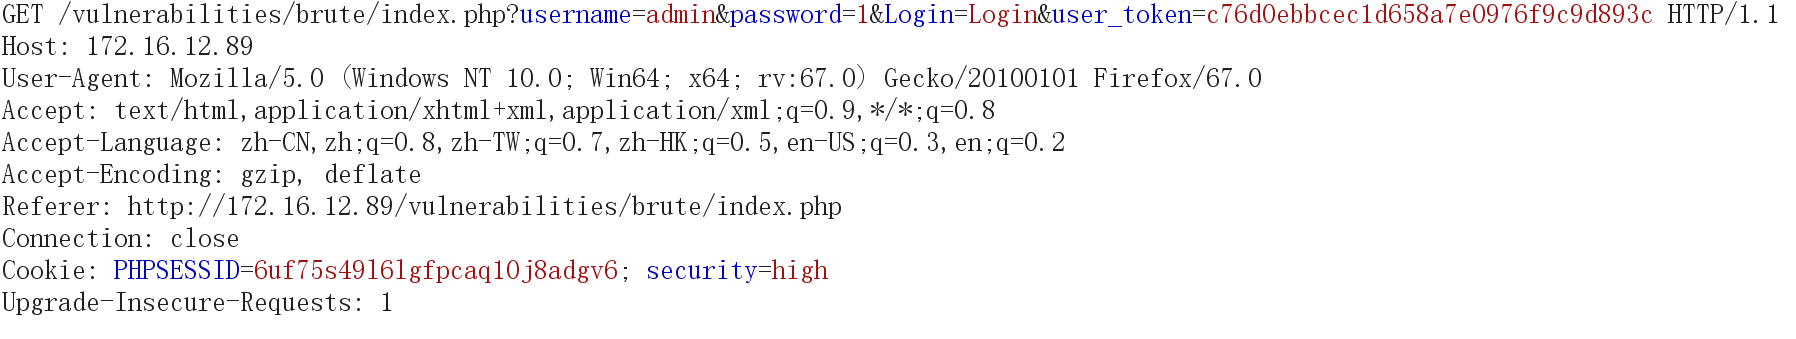 GET /vulnerabilities/brute/index.php?username=admin&password=1&Login=Login&user_token=c76d0ebbcec1d658a7e0976f9c9d893c HTTP/1.1
Host: 172.16.12.89
User-Agent: Mozilla/5.0 (Windows NT 10.0; Win64; x64; rv:67.0) Gecko/20100101 Firefox/67.0
Accept: text/html,application/xhtml+xml,application/xml;q=0.9,*/*;q=0.8
Accept-Language: zh-CN,zh;q=0.8,zh-TW;q=0.7,zh-HK;q=0.5,en-US;q=0.3,en;q=0.2
Accept-Encoding: gzip, deflate
Referer: http://172.16.12.89/vulnerabilities/brute/index.php
Connection: close
Cookie: PHPSESSID=6uf75s49l6lgfpcaq10j8adgv6; security=high
Upgrade-Insecure-Requests: 1